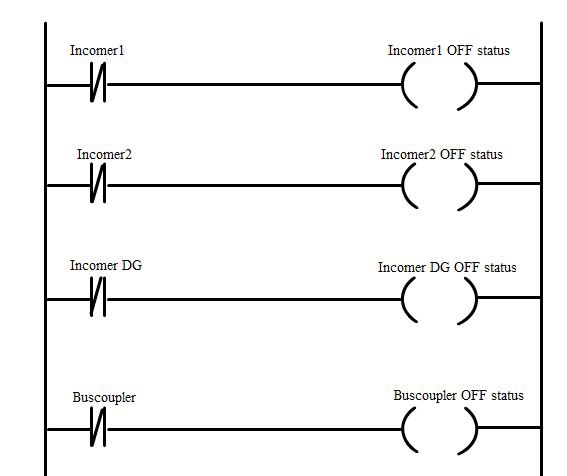 Incomer1
Incomer1 OFF status
Incomer2
Incomer2 OFF status
Incomer DG
Incomer DG OFF status
Buscoupler
Buscoupler OFF status